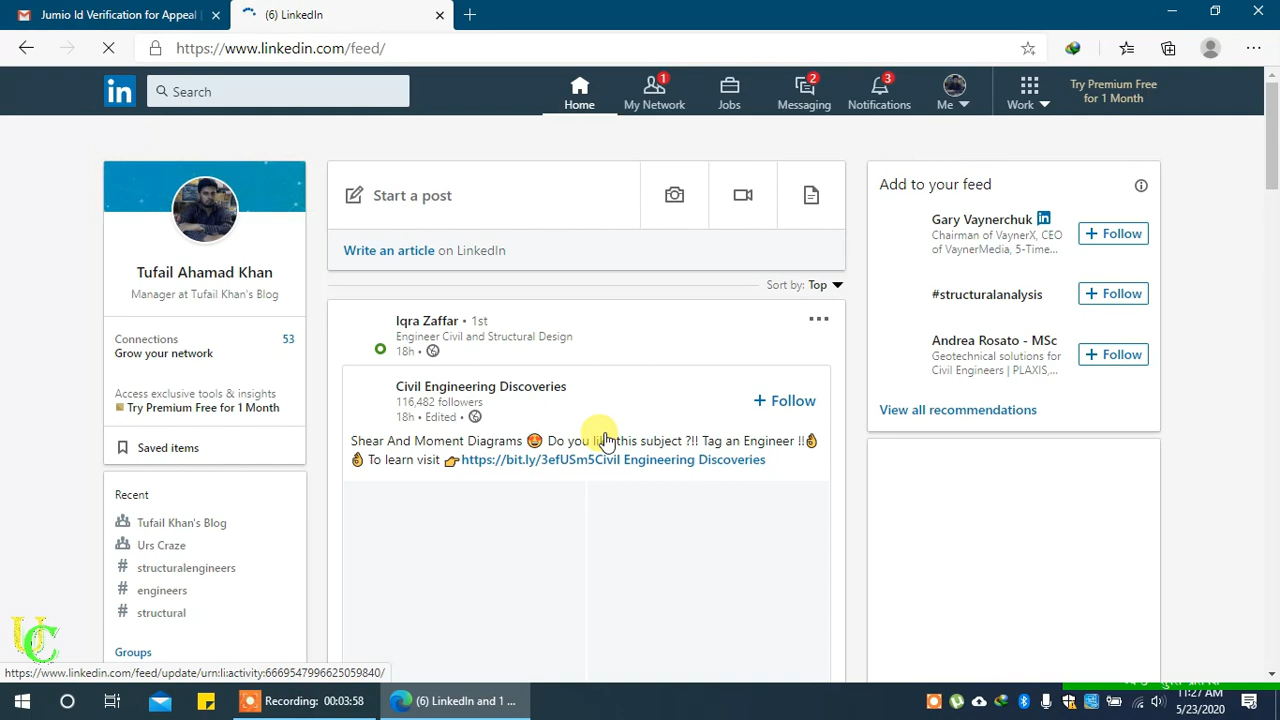 Jumio Id Verification for Appeal
(6) LinkedIn
https://www.linkedin.com/feed/
in
Search
Home
1
My Network
Jobs
2
Messaging
3
Notifications
Me
Work
Try Premium Free
for 1 Month
Tufail Ahamad Khan
Manager at Tufail Khan's Blog
Connections 53
Grow your network
Access exclusive tools & insights
Try Premium Free for 1 Month
Saved items
Recent
Tufail Khan's Blog
Urs Craze
# structuralengineers
# engineers
# structural
Groups
Start a post
Write an article on LinkedIn
Sort by: Top
Iqra Zaffar • 1st
Engineer Civil and Structural Design
18h •
Civil Engineering Discoveries
116,482 followers
18h • Edited •
+ Follow
Shear And Moment Diagrams 🤩 Do you like this subject ?!! Tag an Engineer !!👌
👌 To learn visit 👉https://bit.ly/3efUSm5Civil Engineering Discoveries
Add to your feed
Gary Vaynerchuk in
Chairman of VaynerX, CEO
of VaynerMedia, 5-Time...
+ Follow
#structuralanalysis
+ Follow
Andrea Rosato - MSc
Geotechnical solutions for
Civil Engineers | PLAXIS,...
+ Follow
View all recommendations
UC
https://www.linkedin.com/feed/update/urn:li:activity:6669547996625059840/
Recording: 00:03:58
(6) LinkedIn and 1 ...
11:27 AM
5/23/2020